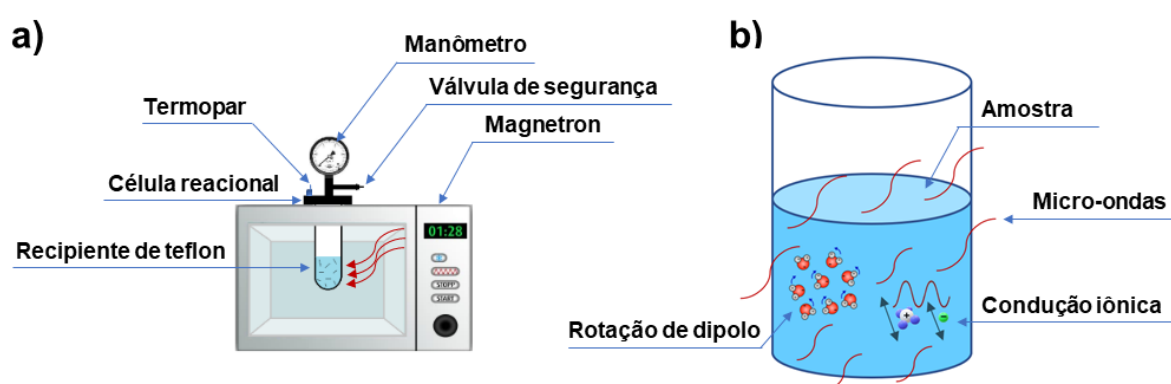 a)
Manômetro
Termopar
Válvula de segurança
Magnetron
Célula reacional
Recipiente de teflon
01:28
STOP
START
b)
Amostra
Micro-ondas
Condução iônica
Rotação de dipolo
+
-